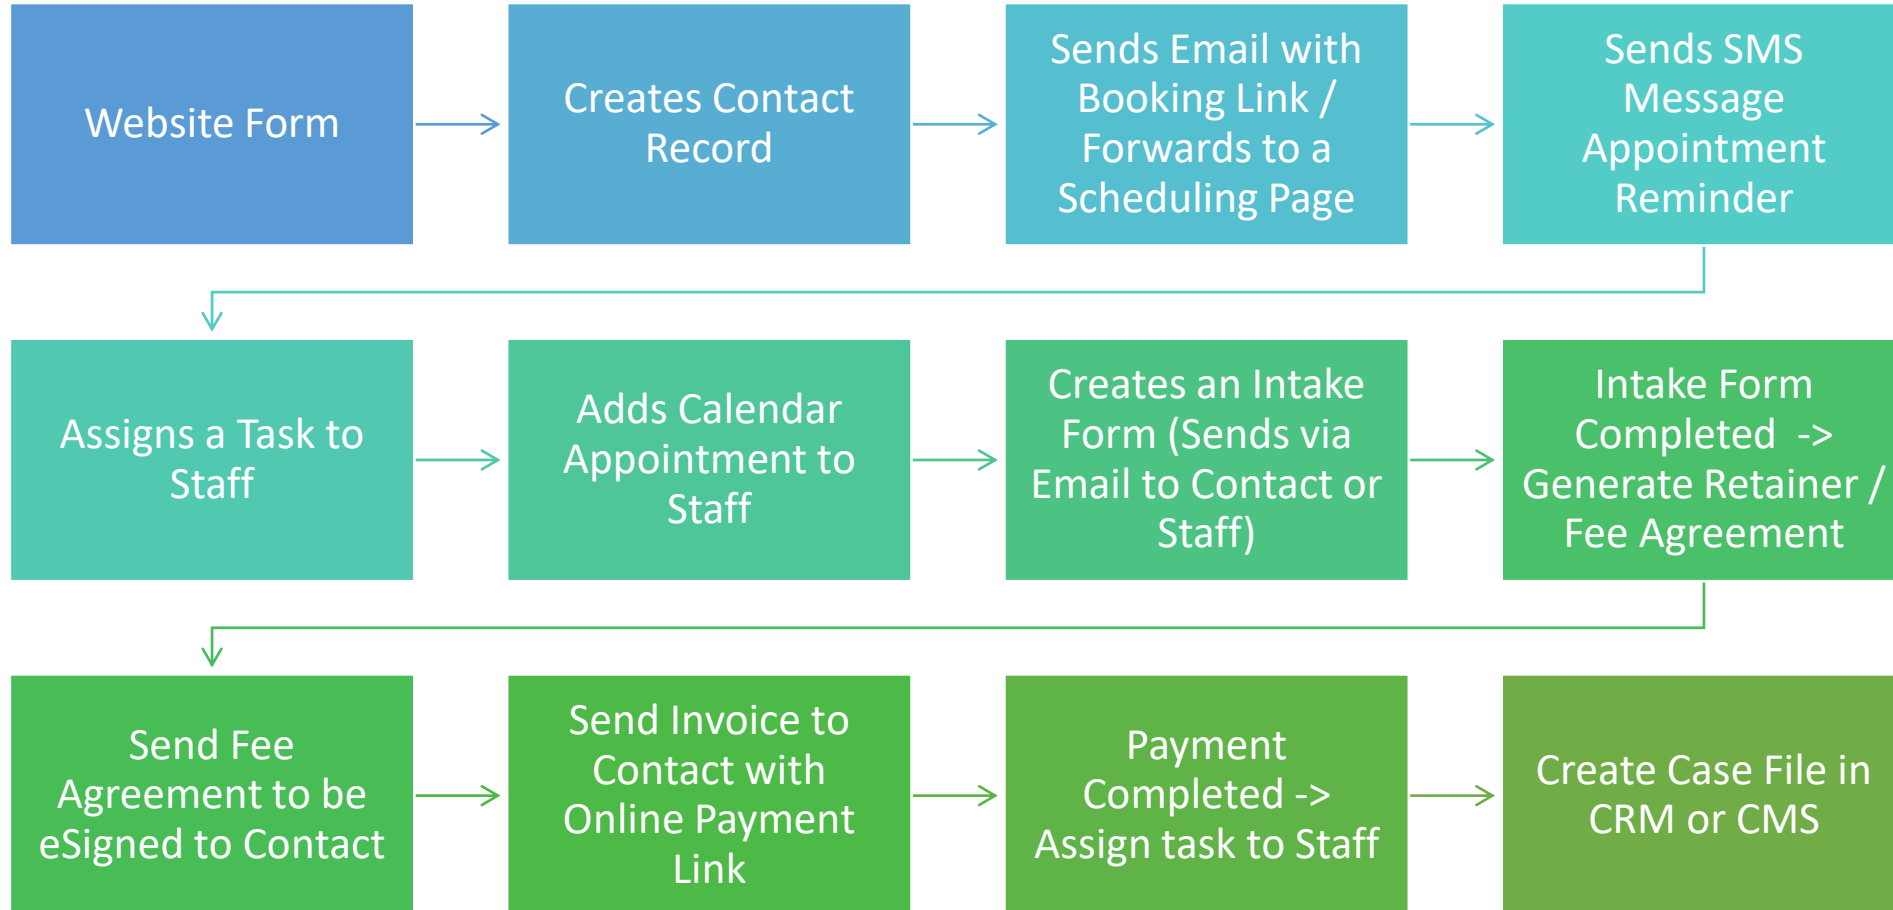 Website Form
Creates Contact
Record
Sends Email with
Booking Link /
Forwards to a
Scheduling Page
Sends SMS
Message
Appointment
Reminder
Assigns a Task to
Staff
Adds Calendar
Appointment to
Staff
Creates an Intake
Form (Sends via
Email to Contact or
Staff)
Intake Form
Completed  ->
Generate Retainer /
Fee Agreement
Send Fee
Agreement to be
eSigned to Contact
Send Invoice to
Contact with
Online Payment
Link
Payment
Completed ->
Assign task to Staff
Create Case File in
CRM or CMS